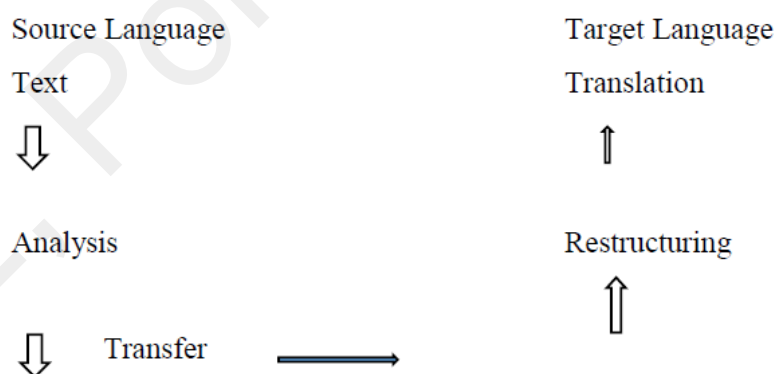 Source Language Target Language
Text Translation
Analysis Restructuring
Transfer